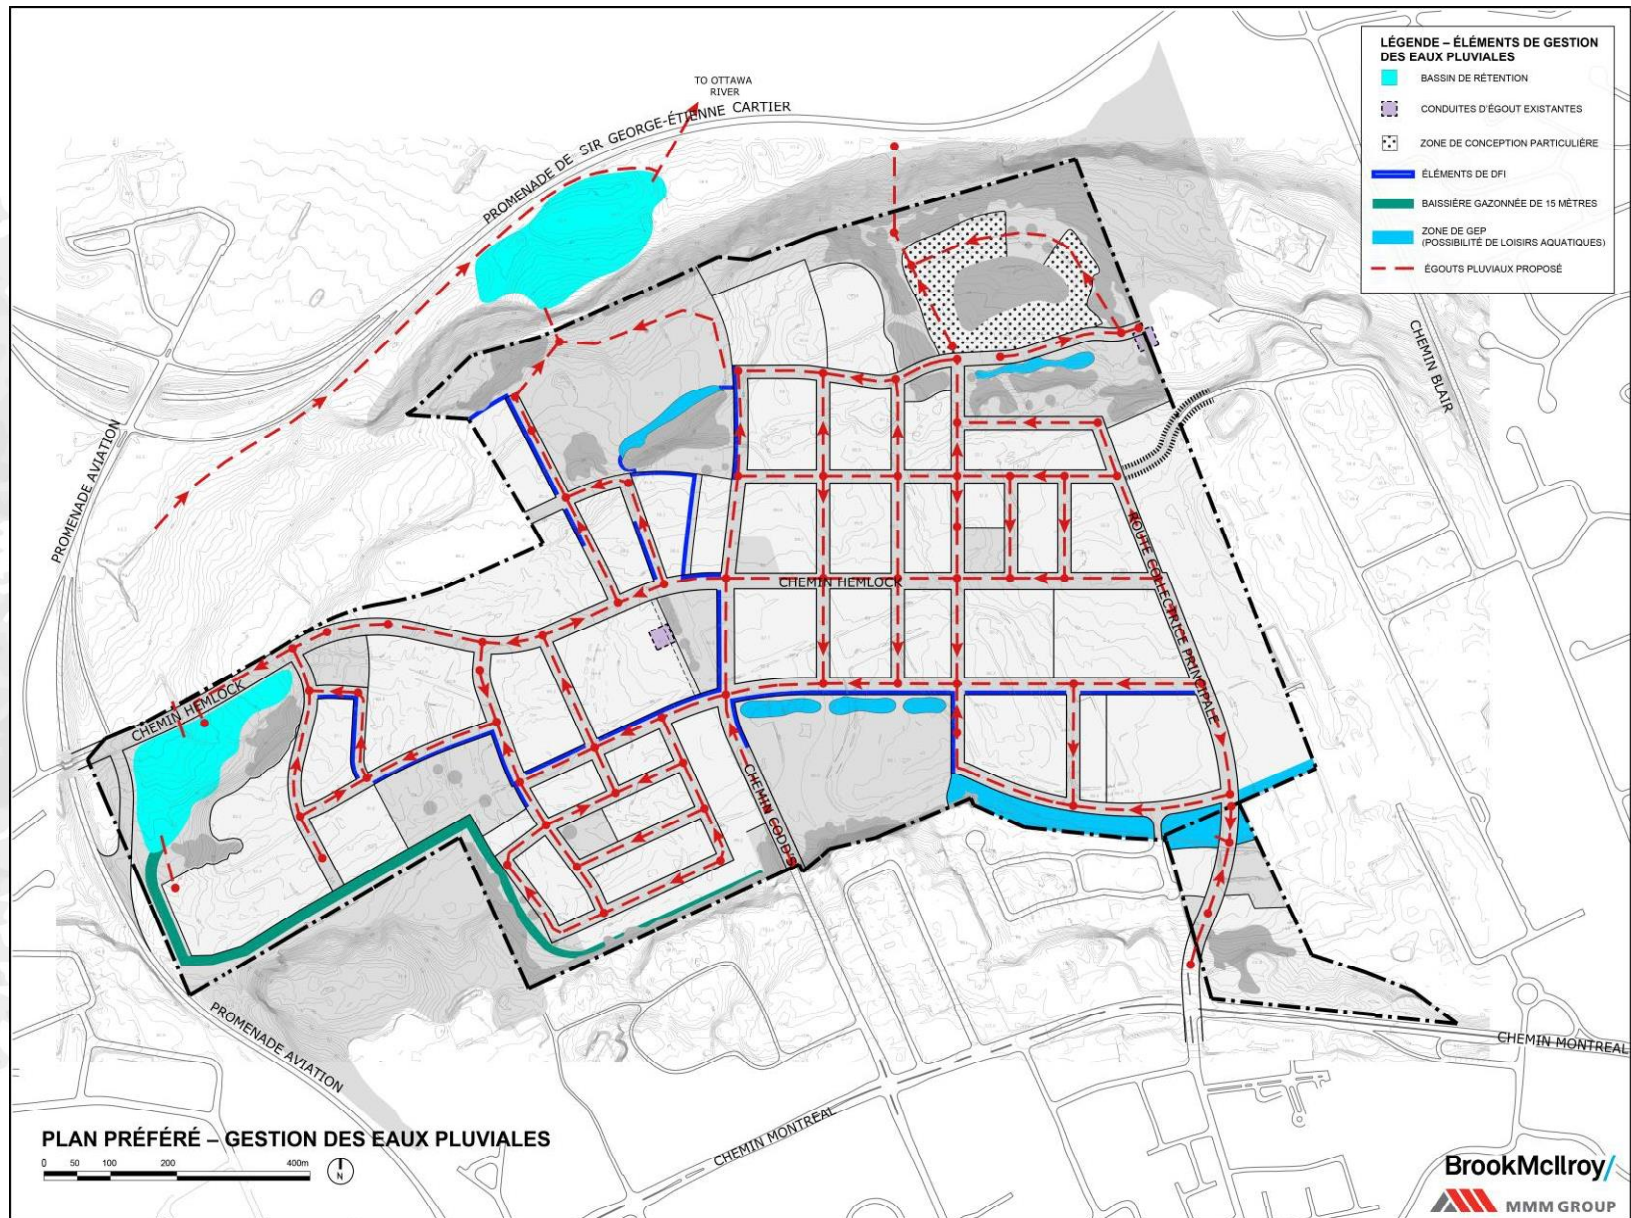 TO OTTAWA
RIVER
PROMENADE DE SIR GEORGE-ÉTIENNE CARTIER
LÉGENDE – ÉLÉMENTS DE GESTION
DES EAUX PLUVIALES
BASSIN DE RÉTENTION
CONDUITES D'ÉGOUT EXISTANTES
ZONE DE CONCEPTION PARTICULIÈRE
ÉLÉMENTS DE DFI
BAISSIÈRE GAZONNÉE DE 15 MÈTRES
ZONE DE GEP
(POSSIBILITÉ DE LOISIRS AQUATIQUES)
ÉGOUTS PLUVIAUX PROPOSÉ
CHEMIN BLAIR
PROMENADE AVIATION
ROUTE COLLECTRICE PRINCIPALE
CHEMIN HEMLOCK
CHEMIN HEMLOCK
CHEMIN CODD'S
PROMENADE AVIATION
CHEMIN MONTREAL
CHEMIN MONTRÉAL
PLAN PRÉFÉRÉ – GESTION DES EAUX PLUVIALES
0 50 100 200 400m
N
BrookMcIlroy/
MMM GROUP